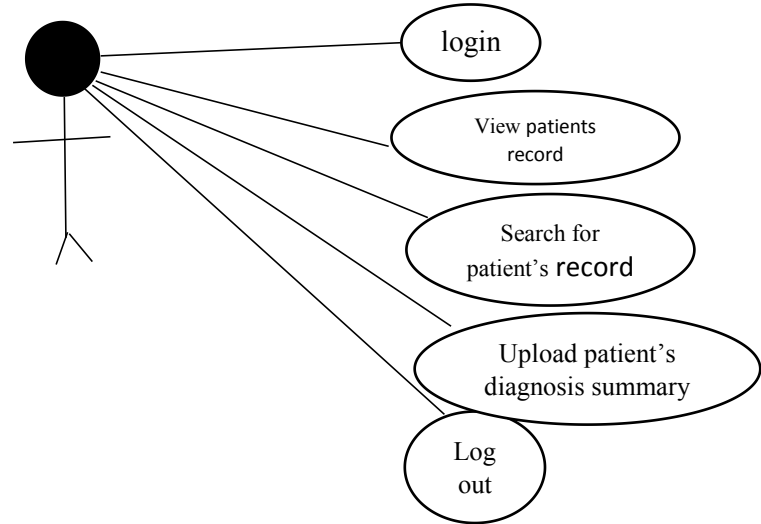 login
View patients
record
Search for
patient’s record
Upload patient’s
diagnosis summary
Log
out